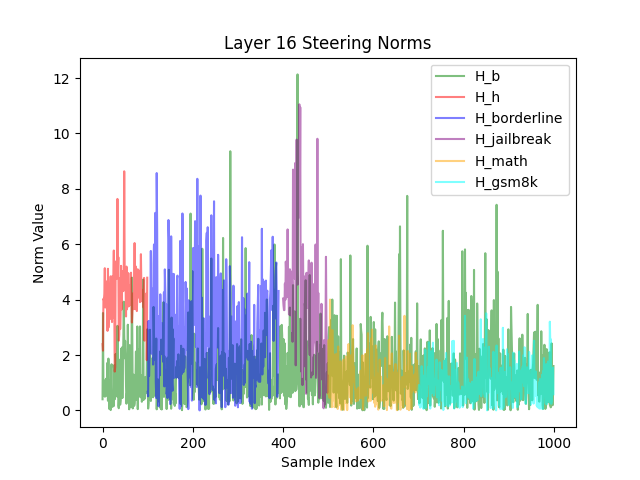 Layer 16 Steering Norms
H_b
H_h
H_borderline
H_jailbreak
H_math
H_gsm8k
Norm Value
12
10
8
6
4
2
0
0 200 400 600 800 1000
Sample Index